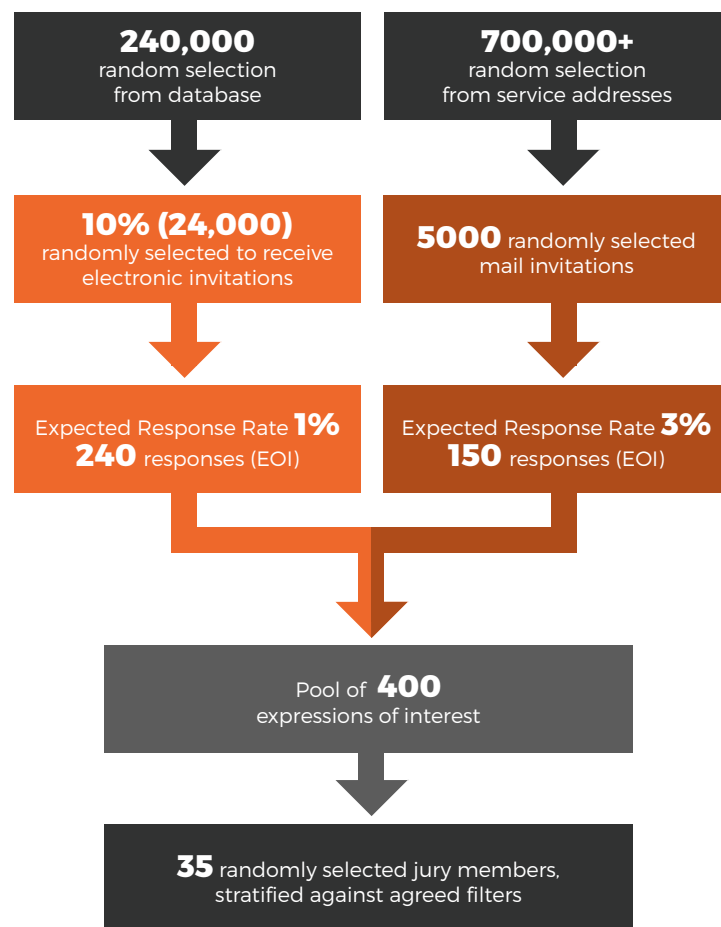 240,000
random selection
from database
700,000+
random selection
from service addresses
10% (24,000)
randomly selected to receive
electronic invitations
5000 randomly selected
mail invitations
Expected Response Rate 1%
240 responses (EOI)
Expected Response Rate 3%
150 responses (EOI)
Pool of 400
expressions of interest
35 randomly selected jury members,
stratified against agreed filters